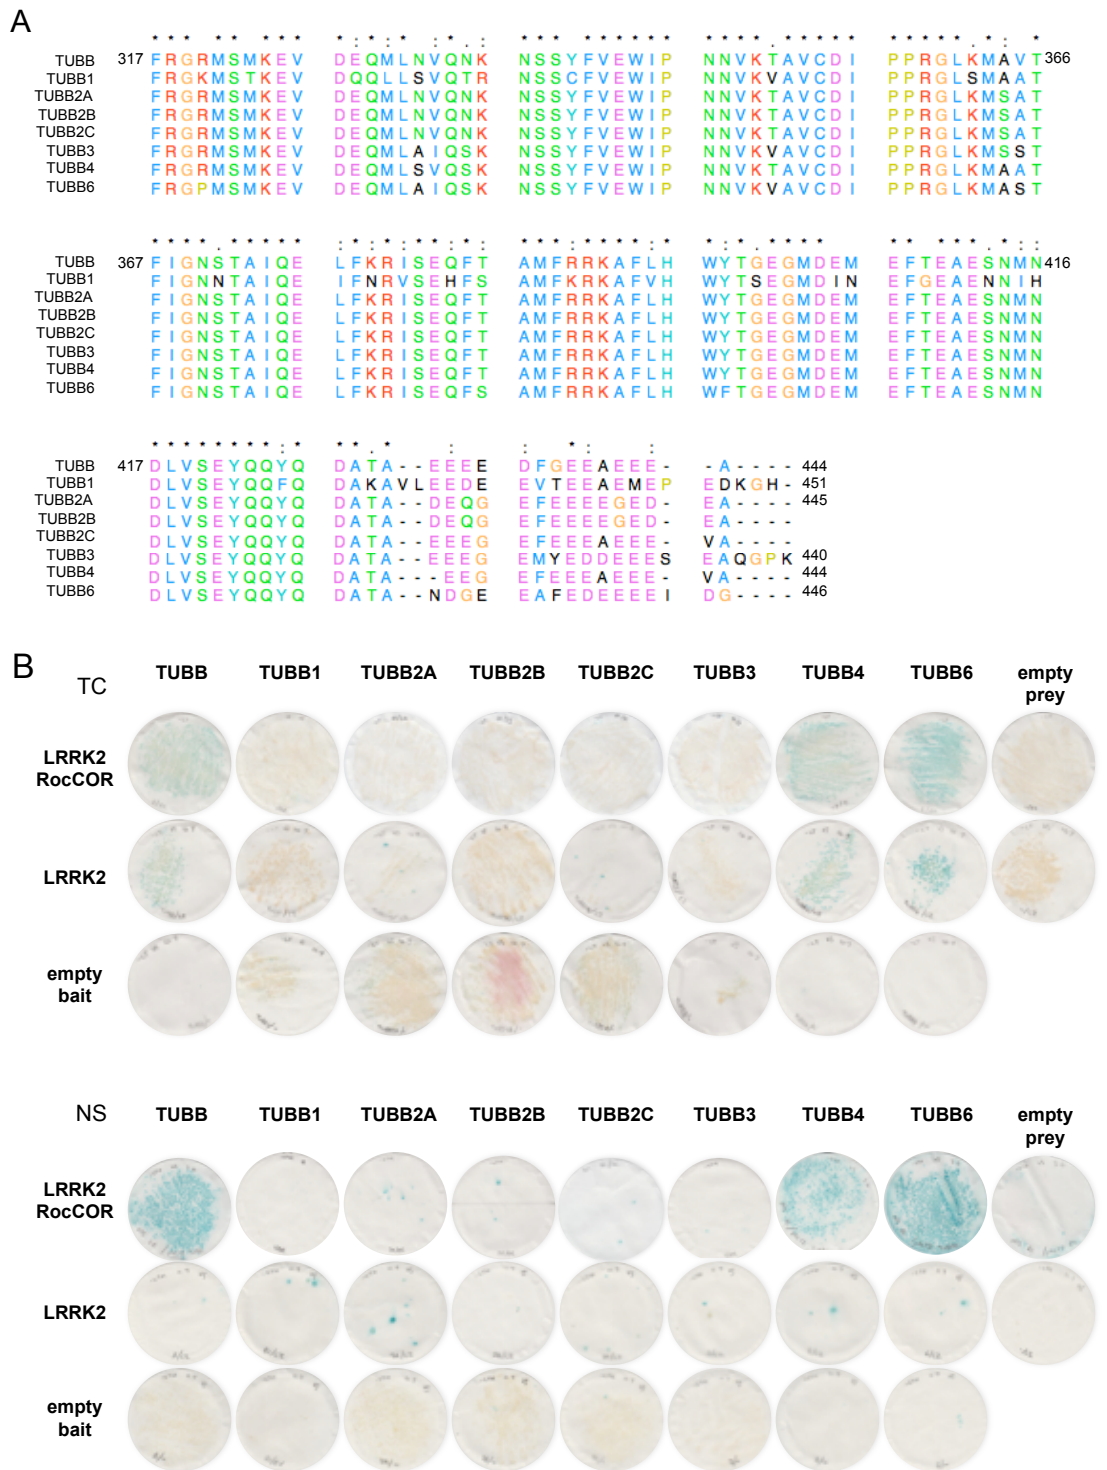 A
* * * * * * * * * * : * : * : * . : * * * * * * * * * * * * * . * * * * * * * * * * . * : *
TUBB 317 FRGRMSMKEV DEQMLNVQNK NSSYFVEWIP NNVKTAVCDI PPRGLKMAVT 366
TUBB1 FRGKMSTKEV DQQLLSVQTR NSSCFVEWIP NNVKVAVCDI PPRGLSMAAT
TUBB2A FRGRMSMKEV DEQMLNVQNK NSSYFVEWIP NNVKTAVCDI PPRGLKMSAT
TUBB2B FRGRMSMKEV DEQMLNVQNK NSSYFVEWIP NNVKTAVCDI PPRGLKMSAT
TUBB2C FRGRMSMKEV DEQMLNVQNK NSSYFVEWIP NNVKTAVCDI PPRGLKMSAT
TUBB3 FRGRMSMKEV DEQMLAIQSK NSSYFVEWIP NNVKVAVCDI PPRGLKMSST
TUBB4 FRGRMSMKEV DEQMLSVQSK NSSYFVEWIP NNVKTAVCDI PPRGLKMAAT
TUBB6 FRGPMSMKEV DEQMLAIQSK NSSYFVEWIP NNVKVAVCDI PPRGLKMAST
* * * * . * * * * * : * : * : * * : * : * * * : * * * * : * * : * . * * * * * * * * * * . * : :
TUBB 367 FIGNSTAIQE LFKRISEQFT AMFRRKAFLH WYTGEGMDEM EFTEAESNMN 416
TUBB1 FIGNNTAIQE IFNRVSEHFS AMFKRKAFVH WYTSEGMDIN EFGEAENNIH
TUBB2A FIGNSTAIQE LFKRISEQFT AMFRRKAFLH WYTGEGMDEM EFTEAESNMN
TUBB2B FIGNSTAIQE LFKRISEQFT AMFRRKAFLH WYTGEGMDEM EFTEAESNMN
TUBB2C FIGNSTAIQE LFKRISEQFT AMFRRKAFLH WYTGEGMDEM EFTEAESNMN
TUBB3 FIGNSTAIQE LFKRISEQFT AMFRRKAFLH WYTGEGMDEM EFTEAESNMN
TUBB4 FIGNSTAIQE LFKRISEQFT AMFRRKAFLH WYTGEGMDEM EFTEAESNMN
TUBB6 FIGNSTAIQE LFKRISEQFS AMFRRKAFLH WFTGEGMDEM EFTEAESNMN
* * * * * * * * : * * * . * : : * : :
TUBB 417 DLVSEYQQYQ DATA--EEEE DFGEEAEEE- -A---- 444
TUBB1 DLVSEYQQFQ DAKAVLEEDE EVTEEAEMEP EDKGH- 451
TUBB2A DLVSEYQQYQ DATA--DEQG EFEEEEGED- EA---- 445
TUBB2B DLVSEYQQYQ DATA--DEQG EFEEEEGED- EA----
TUBB2C DLVSEYQQYQ DATA--EEEG EFEEEAEEE- VA----
TUBB3 DLVSEYQQYQ DATA--EEEG EMYEDDEEES EAQGPK 440
TUBB4 DLVSEYQQYQ DATA---EEG EFEEEAEEE- VA---- 444
TUBB6 DLVSEYQQYQ DATA--NDGE EAFEDEEEEI DG---- 446
B
TC TUBB TUBB1 TUBB2A TUBB2B TUBB2C TUBB3 TUBB4 TUBB6 empty
prey
LRRK2
RocCOR
LRRK2
empty
bait
NS TUBB TUBB1 TUBB2A TUBB2B TUBB2C TUBB3 TUBB4 TUBB6 empty
prey
LRRK2
RocCOR
LRRK2
empty
bait